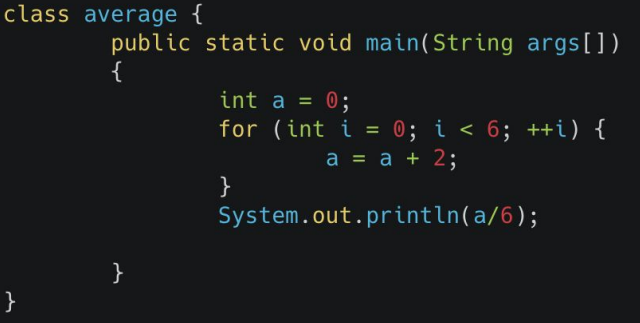 class average {
public static void main(String args[])
{
int a = 0;
for (int i = 0; i < 6; ++i) {
a = a + 2;
}
System.out.println(a/6);
}
}